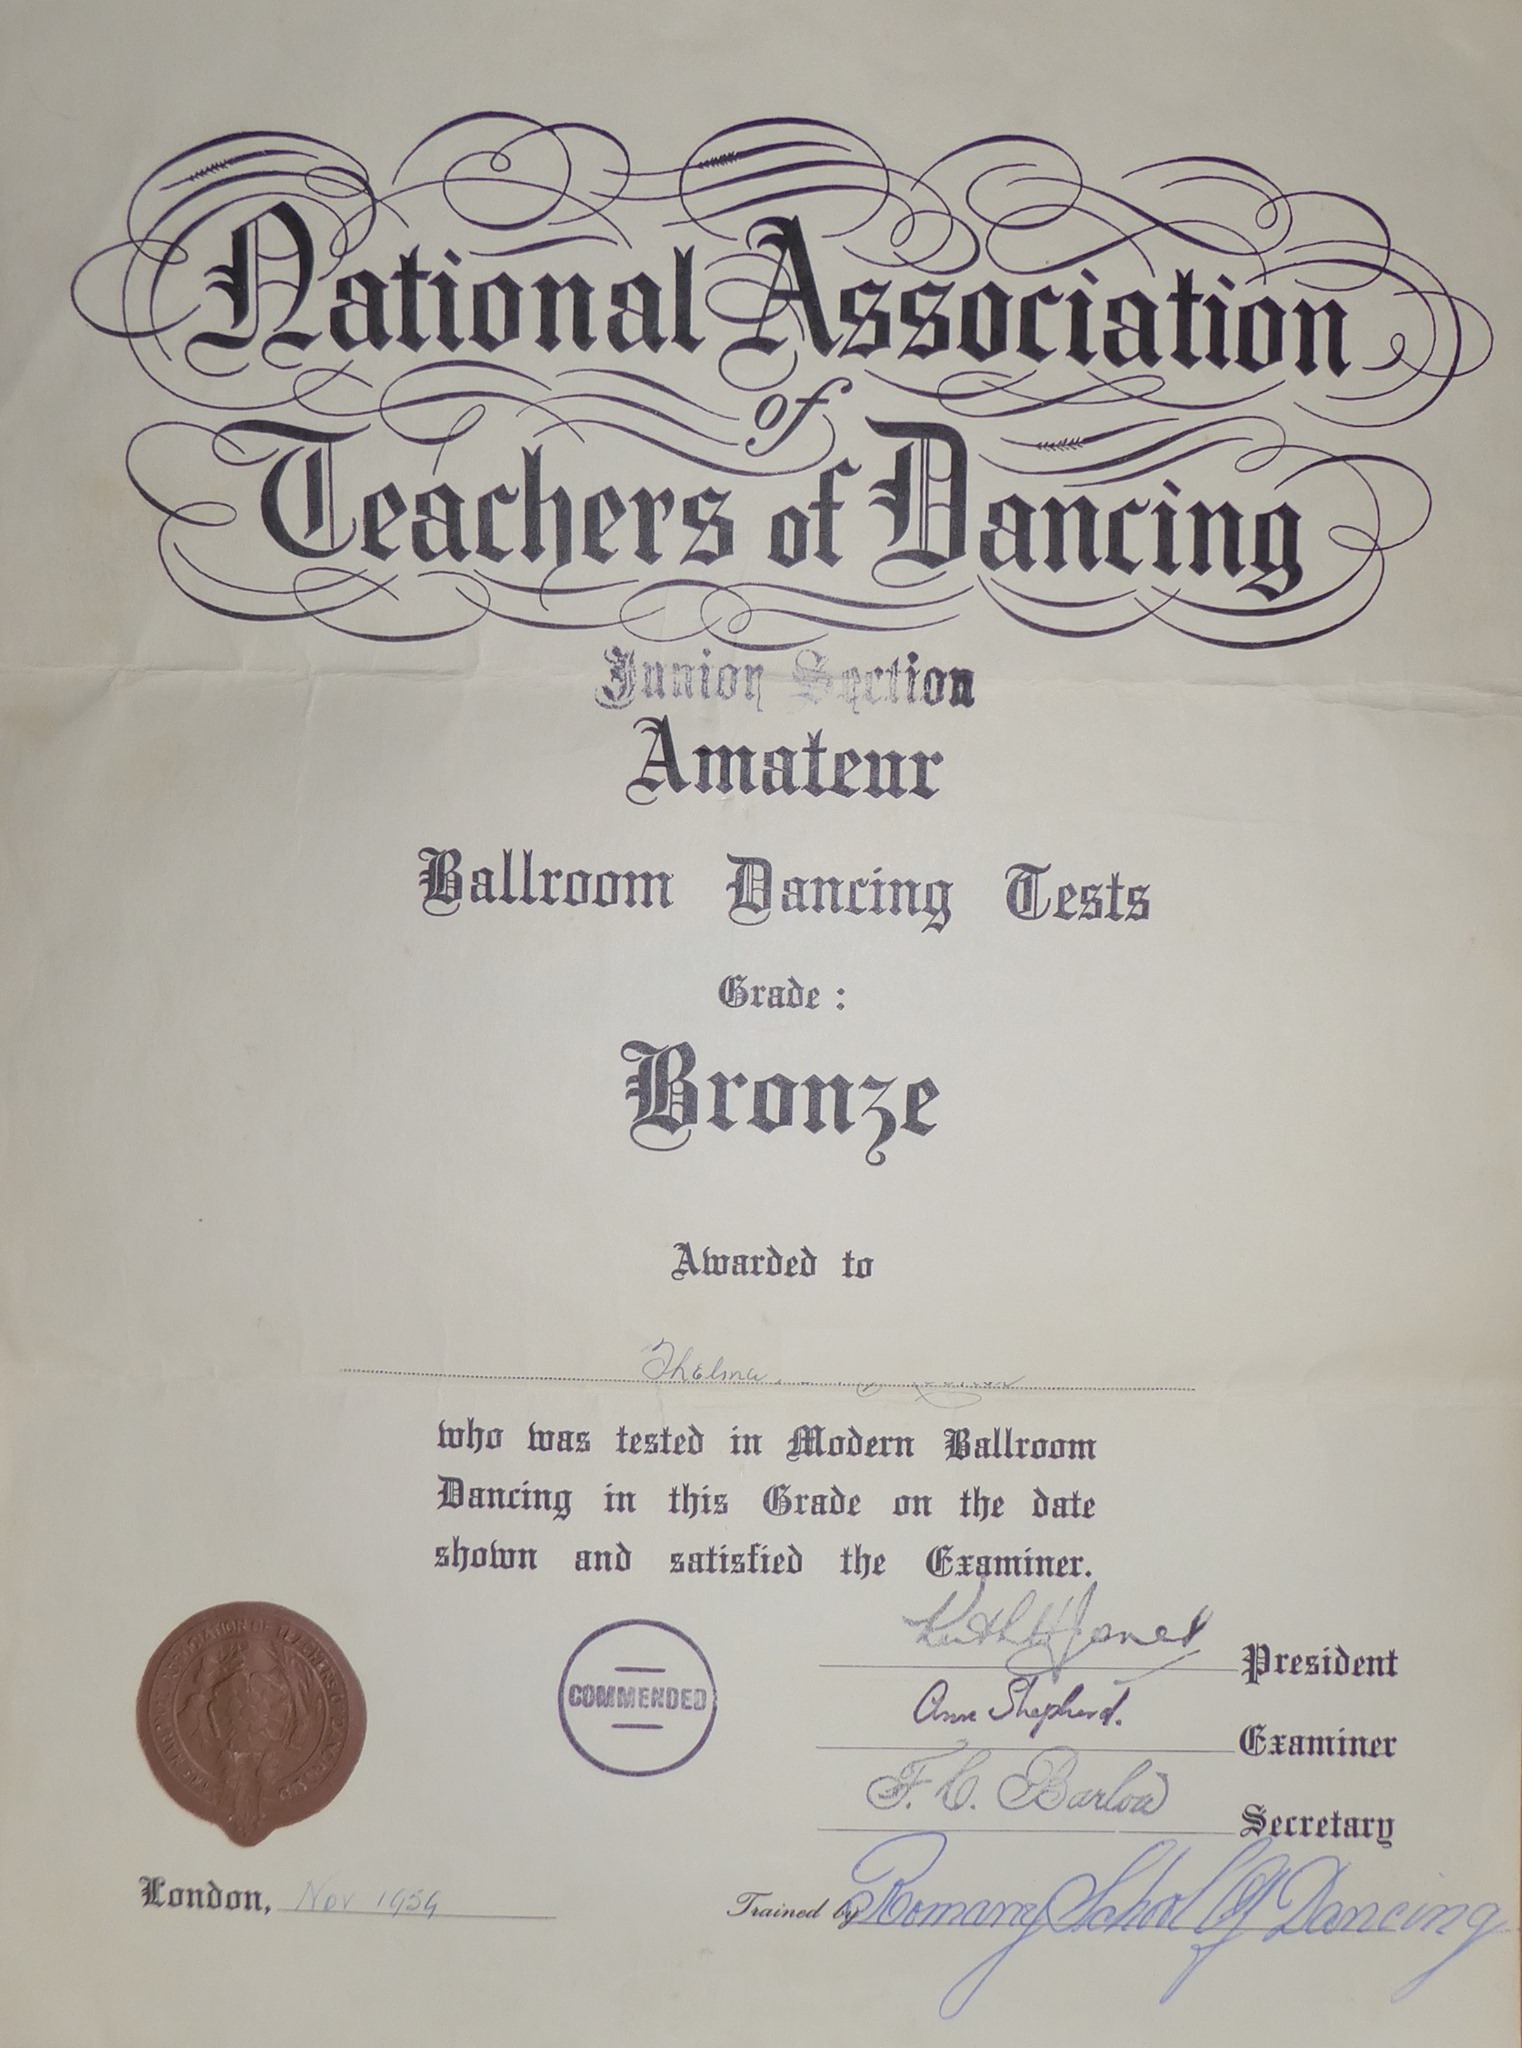 National Association
of
Teachers of Dancing
Junior Section
Amateur
Ballroom Dancing Tests
Grade :
Bronze
Awarded to
Thelma
who was tested in Modern Ballroom
Dancing in this Grade on the date
shown and satisfied the Examiner.
COMMENDED
President
Ann Shepherd.
Examiner
F. C. Barlow
Secretary
London, Nov 1959
Trained by Romany School Of Dancing